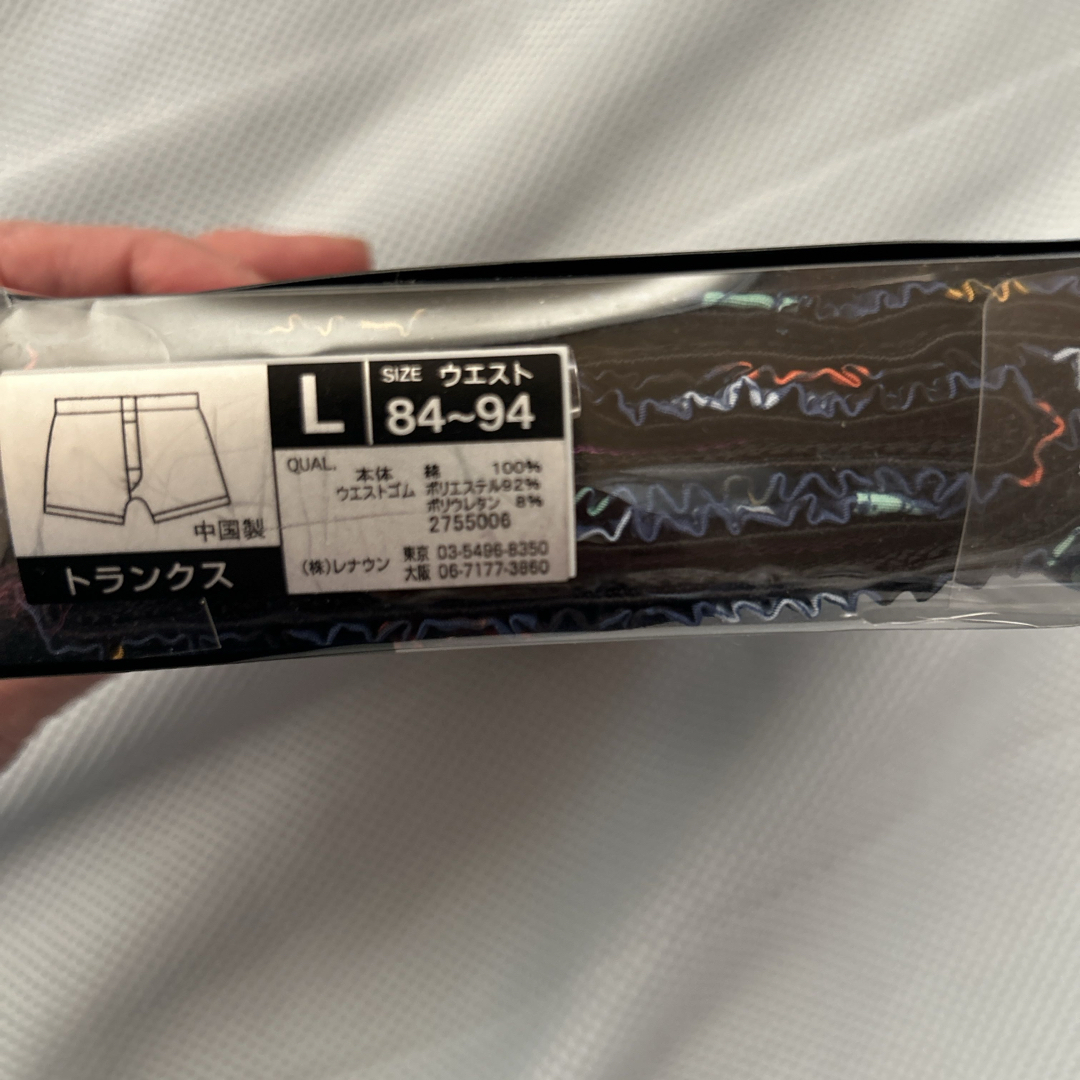 L
SIZE ウエスト
84~94
QUAL.
本体 綿 100%
ウエストゴム ポリエステル92%
ポリウレタン 8%
2755006
中国製
トランクス
(株)レナウン 東京 03-5496-8350
大阪 06-7177-3860